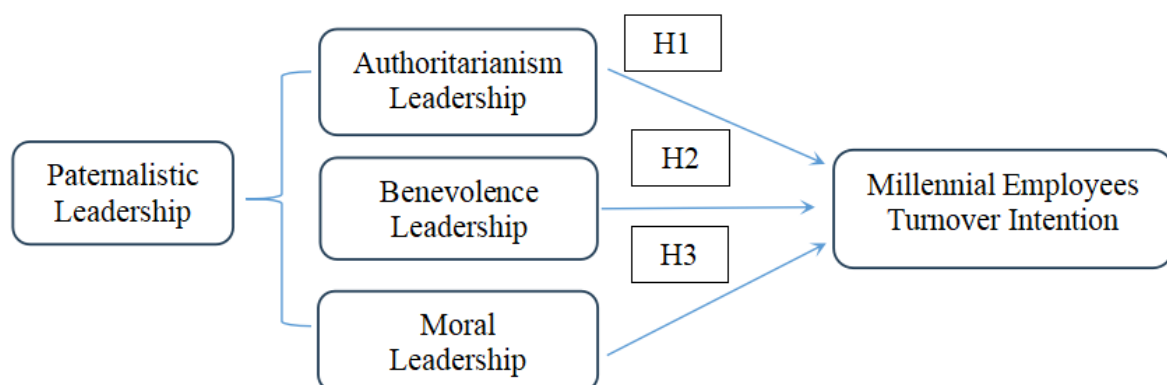 Paternalistic
Leadership
Authoritarianism
Leadership
H1
Benevolence
Leadership
H2
Moral
Leadership
H3
Millennial Employees
Turnover Intention